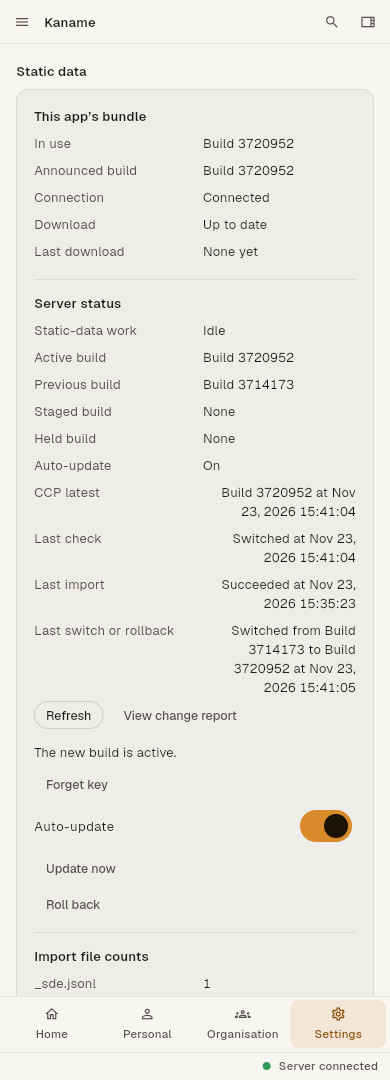 Kaname
Static data
This app's bundle
In use Build 3720952
Announced build Build 3720952
Connection Connected
Download Up to date
Last download None yet
Server status
Static-data work Idle
Active build Build 3720952
Previous build Build 3714173
Staged build None
Held build None
Auto-update On
CCP latest Build 3720952 at Nov
23, 2026 15:41:04
Last check Switched at Nov 23,
2026 15:41:04
Last import Succeeded at Nov 23,
2026 15:35:23
Last switch or rollback Switched from Build
3714173 to Build
3720952 at Nov 23,
2026 15:41:05
Refresh View change report
The new build is active.
Forget key
Auto-update
Update now
Roll back
Import file counts
_sde.jsonl 1
Home Personal Organisation Settings
Server connected